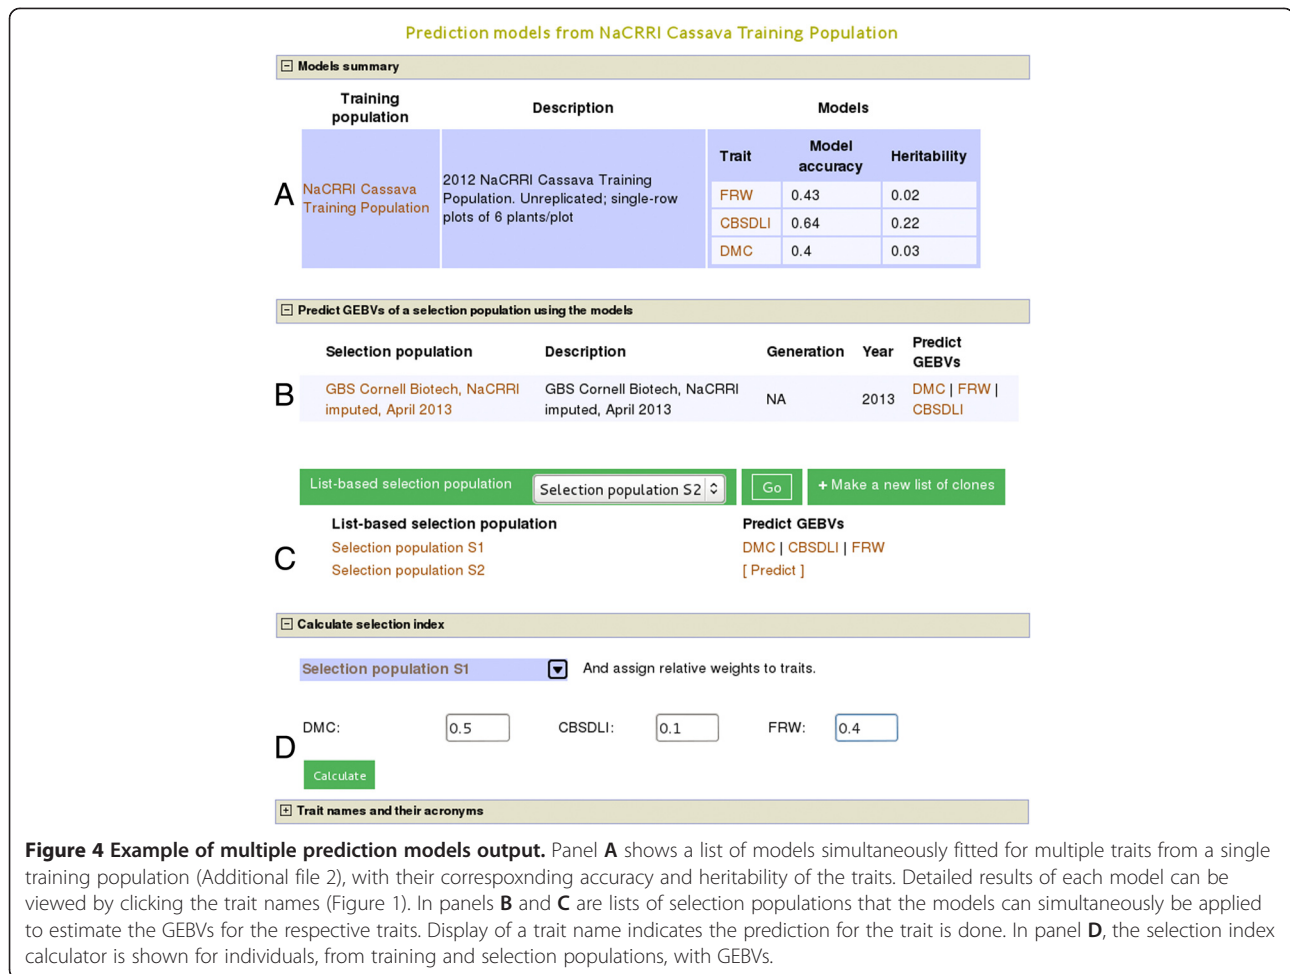 Prediction models from NaCRRI Cassava Training Population
Models summary
Training population
Description
Models
A
NaCRRI Cassava
Training Population
2012 NaCRRI Cassava Training
Population. Unreplicated; single-row
plots of 6 plants/plot
Trait Model accuracy Heritability
FRW 0.43 0.02
CBSDLI 0.64 0.22
DMC 0.4 0.03
Predict GEBVs of a selection population using the models
Selection population Description Generation Year Predict GEBVs
B
GBS Cornell Biotech, NaCRRI
imputed, April 2013
GBS Cornell Biotech, NaCRRI
imputed, April 2013
NA
2013
DMC | FRW |
CBSDLI
List-based selection population Selection population S2 Go + Make a new list of clones
List-based selection population Predict GEBVs
C
Selection population S1 DMC | CBSDLI | FRW
Selection population S2 [ Predict ]
Calculate selection index
Selection population S1 And assign relative weights to traits.
D
DMC: 0.5 CBSDLI: 0.1 FRW: 0.4
Calculate
Trait names and their acronyms
Figure 4 Example of multiple prediction models output. Panel A shows a list of models simultaneously fitted for multiple traits from a single
training population (Additional file 2), with their correspoxnding accuracy and heritability of the traits. Detailed results of each model can be
viewed by clicking the trait names (Figure 1). In panels B and C are lists of selection populations that the models can simultaneously be applied
to estimate the GEBVs for the respective traits. Display of a trait name indicates the prediction for the trait is done. In panel D, the selection index
calculator is shown for individuals, from training and selection populations, with GEBVs.